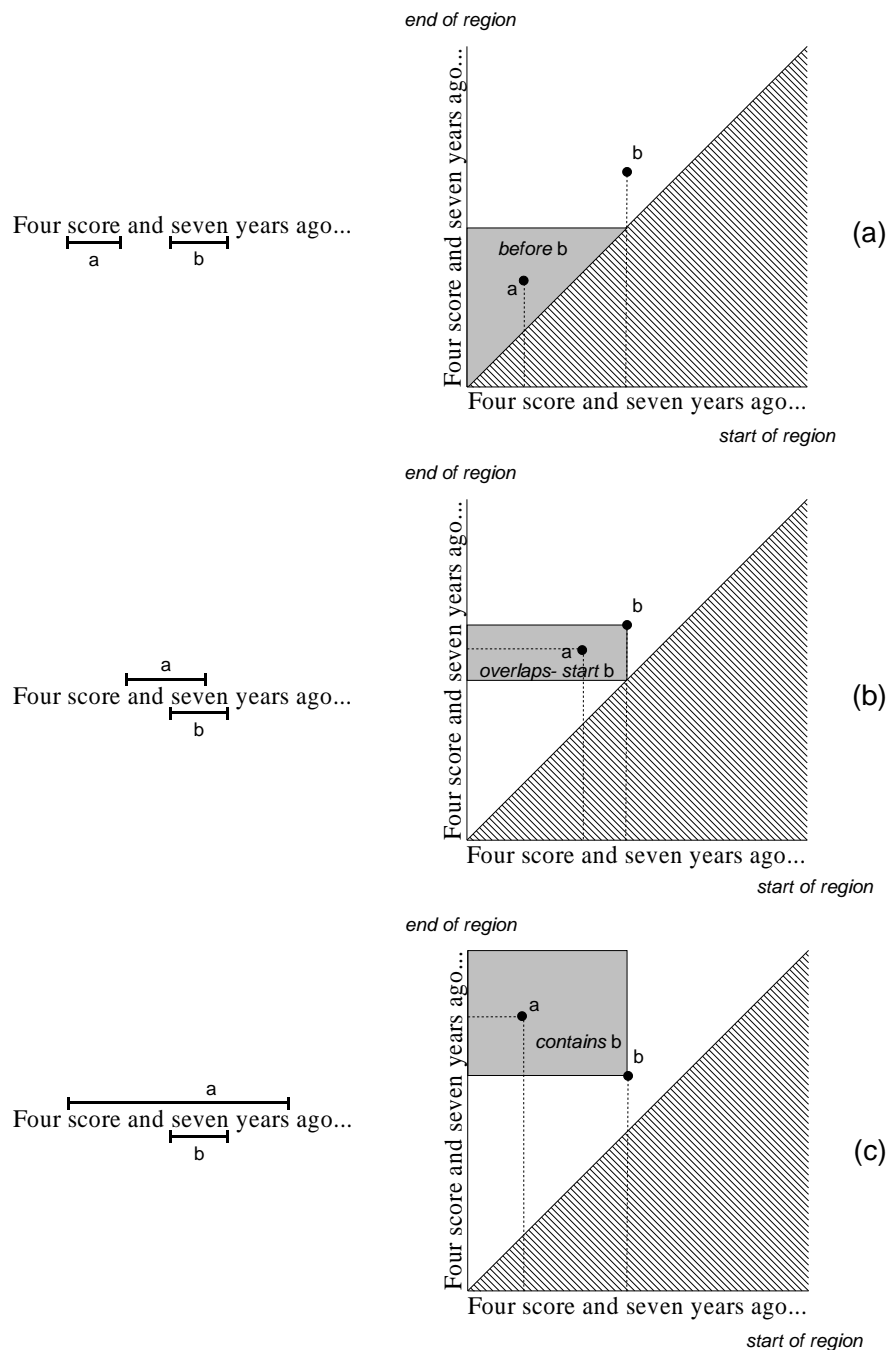 end of region
Four score and seven years ago...
b
before b
a
Four score and seven years ago...
a
b
(a)
Four score and seven years ago...
start of region
end of region
Four score and seven years ago...
b
a
overlaps- start b
a
Four score and seven years ago...
b
(b)
Four score and seven years ago...
start of region
end of region
Four score and seven years ago...
a
contains b
b
a
Four score and seven years ago...
b
(c)
Four score and seven years ago...
start of region